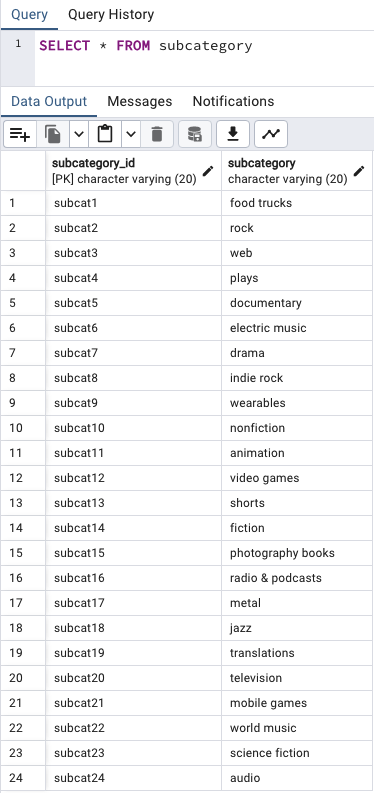 Query Query History
1 SELECT * FROM subcategory
Data Output Messages Notifications
subcategory_id subcategory
[PK] character varying (20) character varying (20)
1 subcat1 food trucks
2 subcat2 rock
3 subcat3 web
4 subcat4 plays
5 subcat5 documentary
6 subcat6 electric music
7 subcat7 drama
8 subcat8 indie rock
9 subcat9 wearables
10 subcat10 nonfiction
11 subcat11 animation
12 subcat12 video games
13 subcat13 shorts
14 subcat14 fiction
15 subcat15 photography books
16 subcat16 radio & podcasts
17 subcat17 metal
18 subcat18 jazz
19 subcat19 translations
20 subcat20 television
21 subcat21 mobile games
22 subcat22 world music
23 subcat23 science fiction
24 subcat24 audio